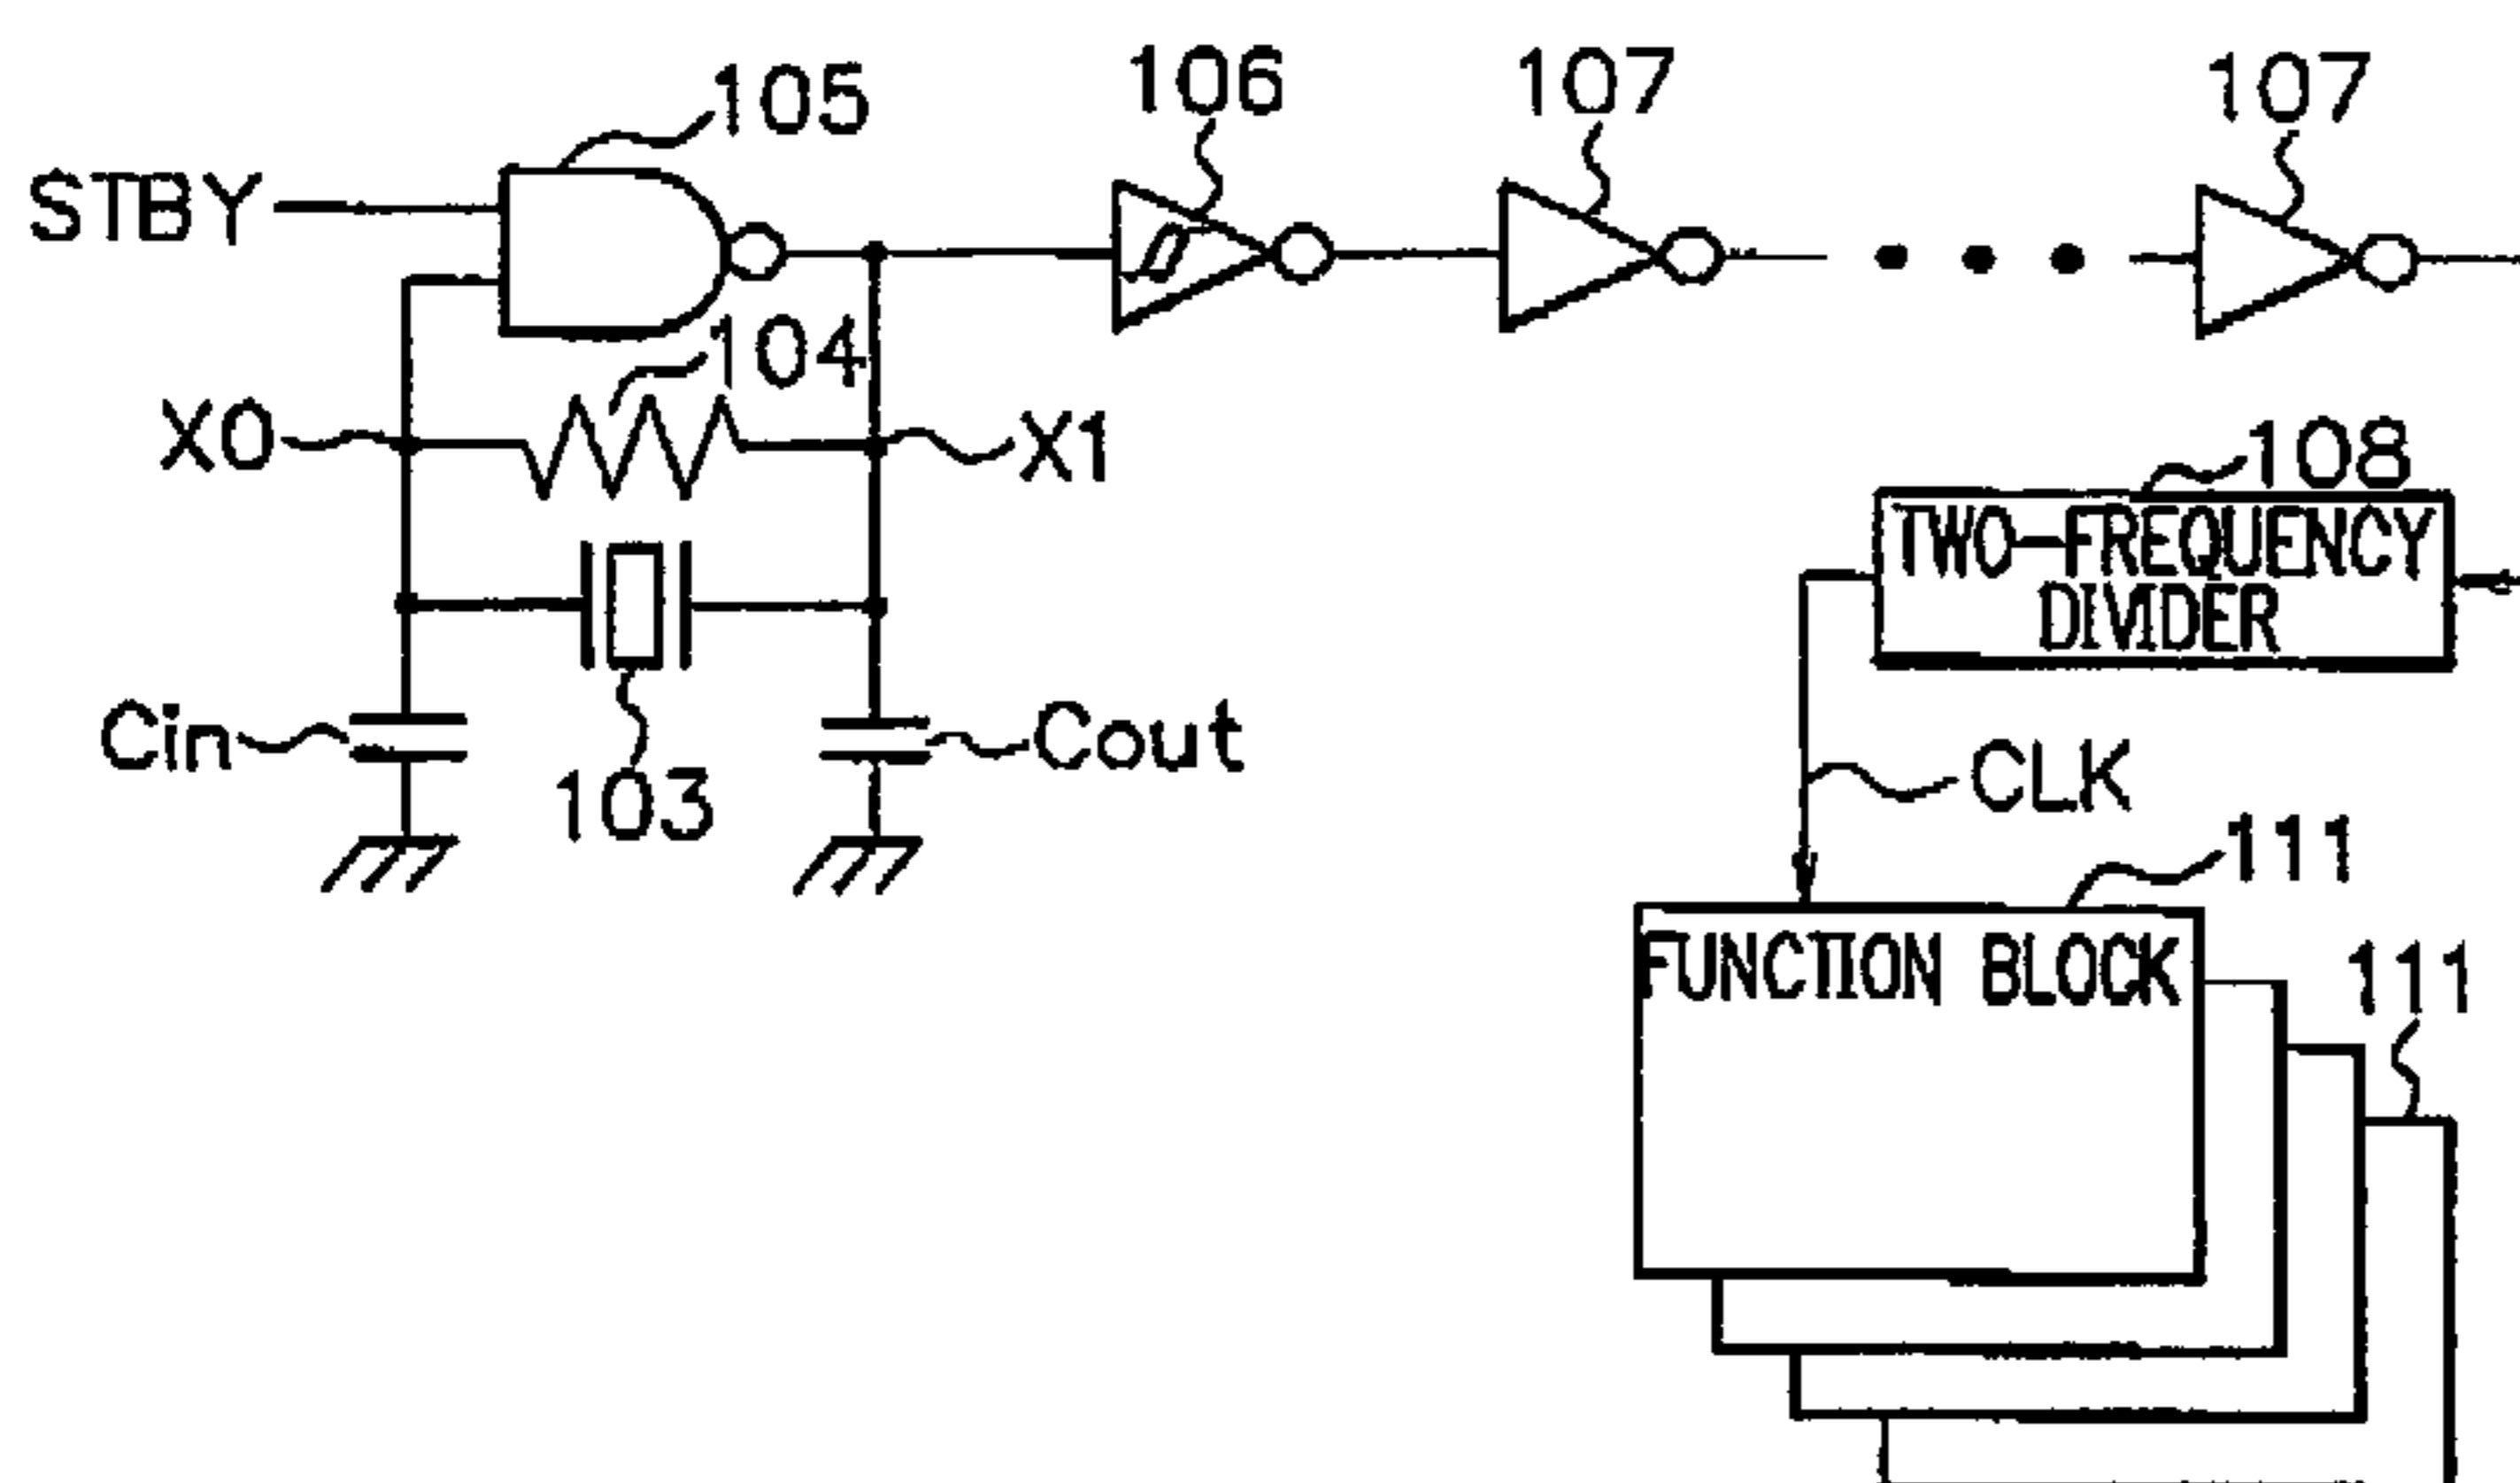 105
106
107
107
STBY
104
X0
X1
108
TWO-FREQUENCY
DIVIDER
Cin
Cout
103
CLK
111
FUNCTION BLOCK
111